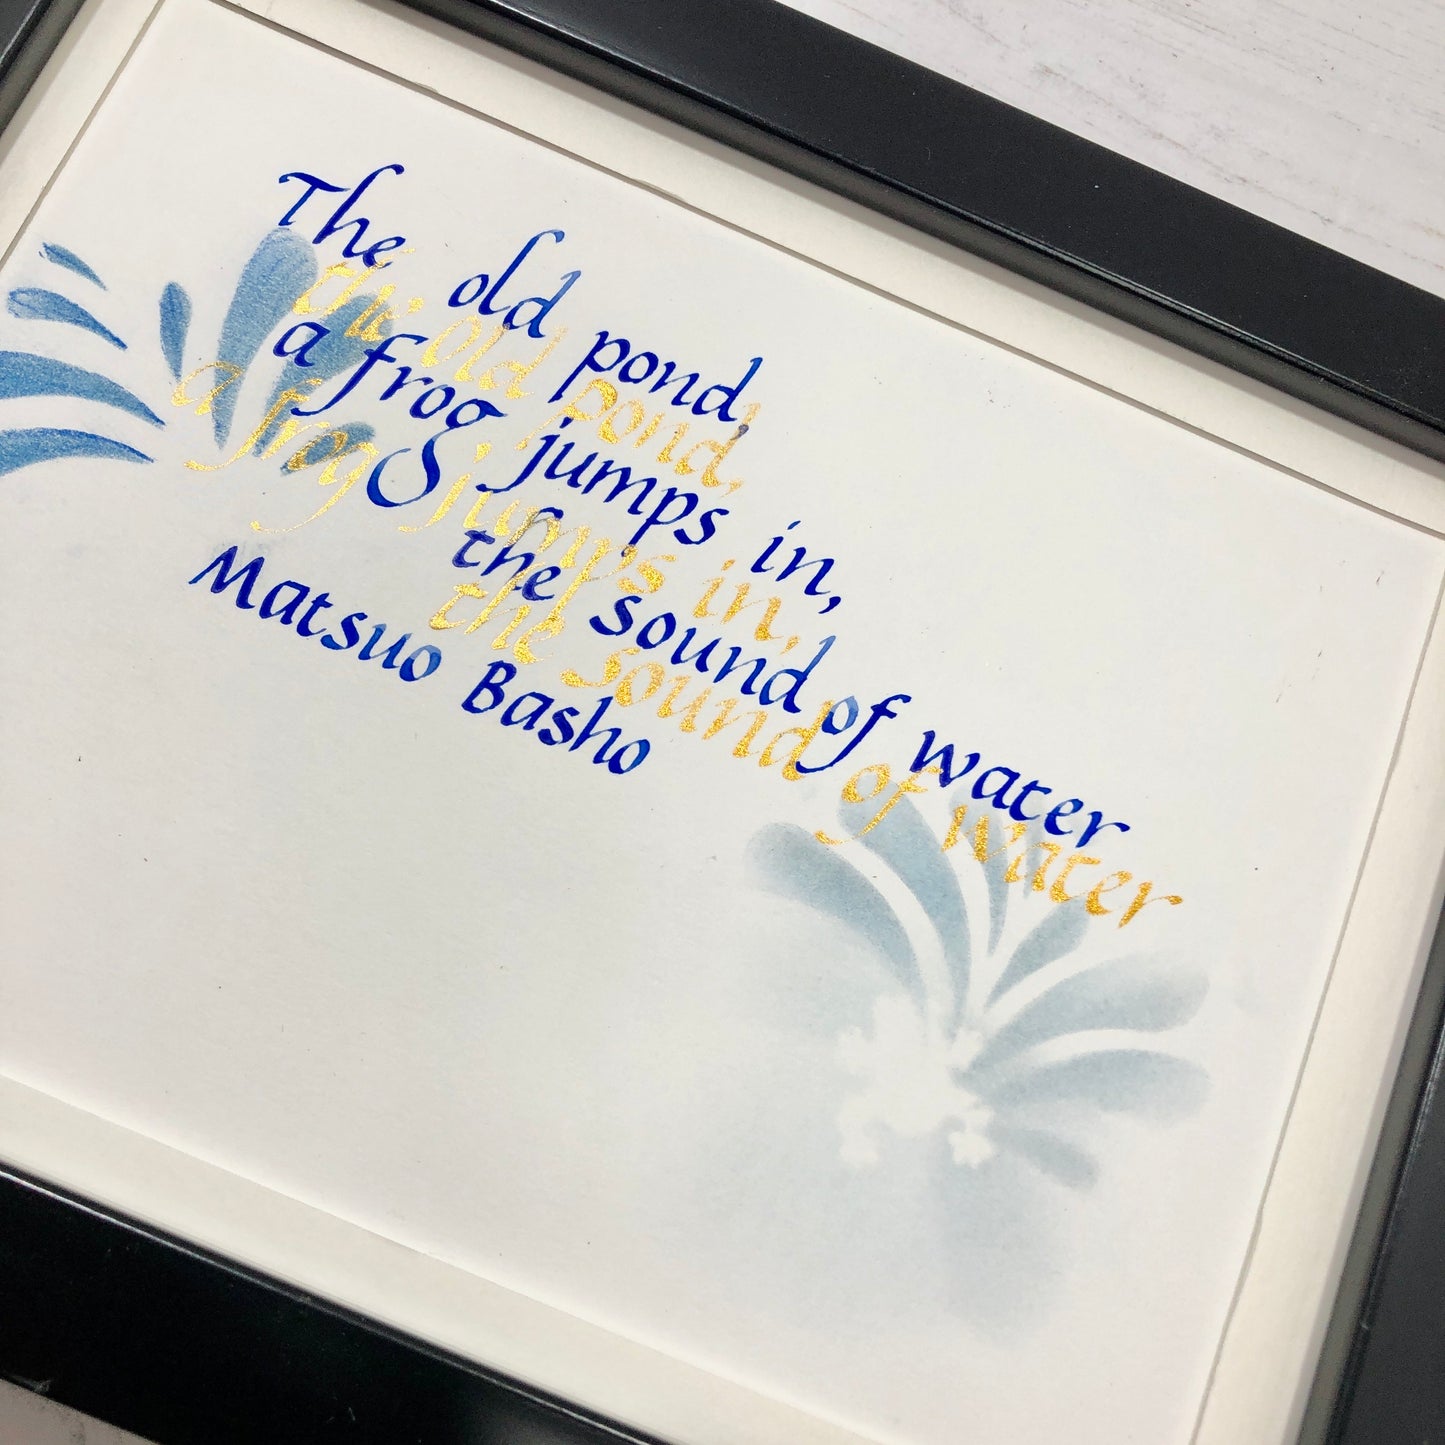 The old pond,
the old pond,
a frog jumps in,
a frog jumps in,
the sound of water
the sound of water
Matsuo Basho